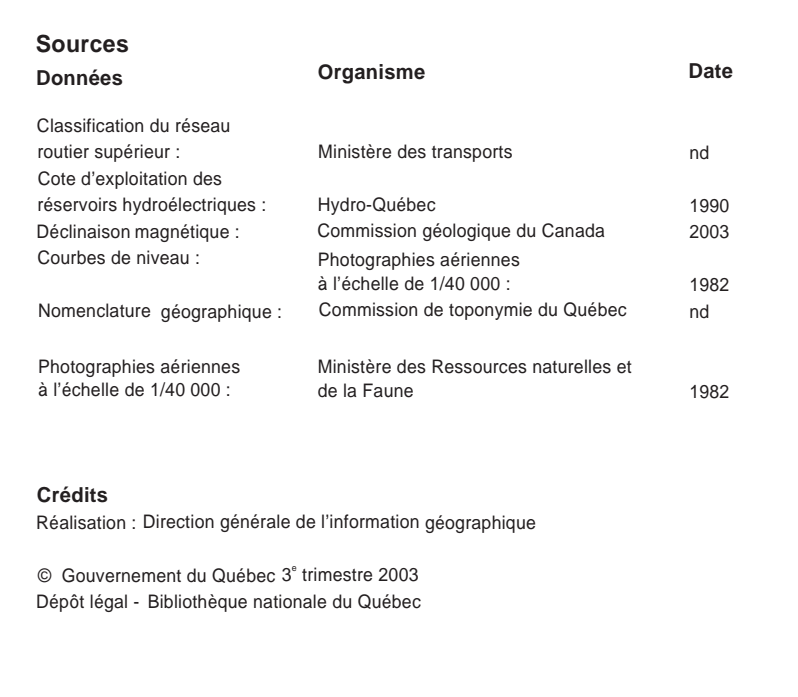 Sources
Données Organisme Date
Classification du réseau
routier supérieur : Ministère des transports nd
Cote d'exploitation des
réservoirs hydroélectriques : Hydro-Québec 1990
Déclinaison magnétique : Commission géologique du Canada 2003
Courbes de niveau : Photographies aériennes
à l'échelle de 1/40 000 : 1982
Nomenclature géographique : Commission de toponymie du Québec nd
Photographies aériennes Ministère des Ressources naturelles et
à l'échelle de 1/40 000 : de la Faune 1982
Crédits
Réalisation : Direction générale de l'information géographique
© Gouvernement du Québec 3e trimestre 2003
Dépôt légal - Bibliothèque nationale du Québec